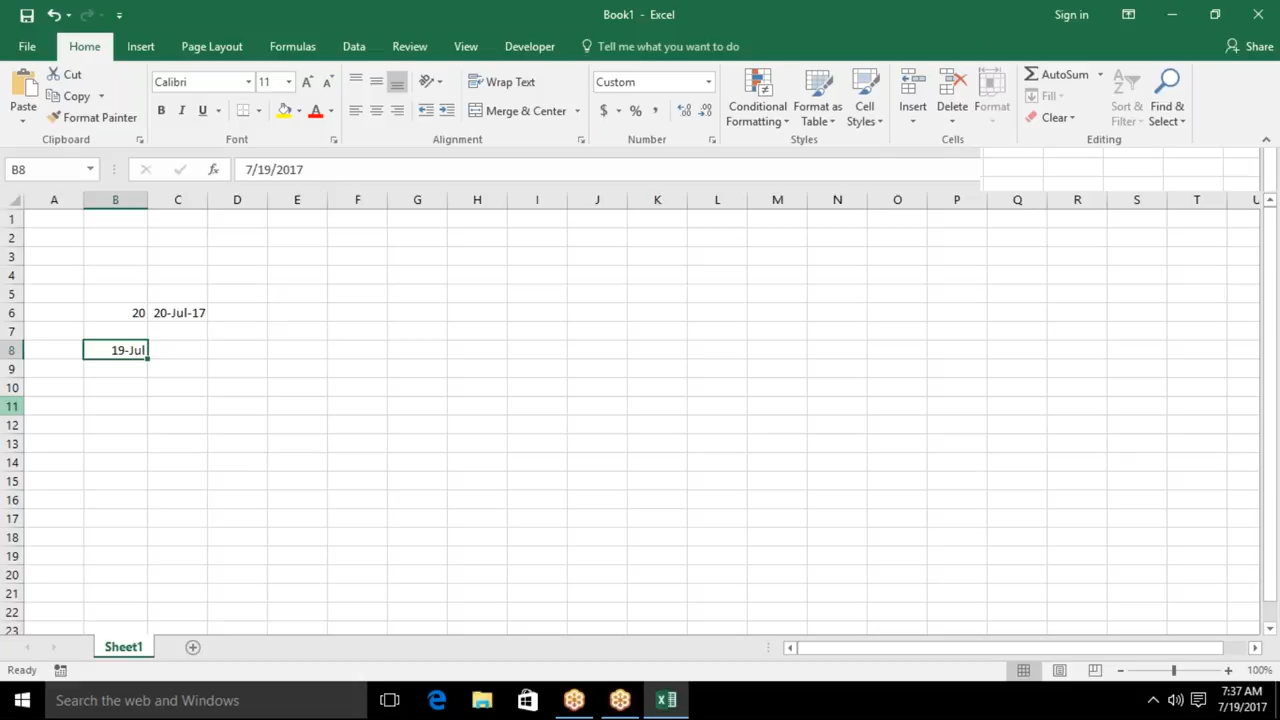 Book1 - Excel
Sign in
File Home Insert Page Layout Formulas Data Review View Developer Tell me what you want to do Share
Paste
Cut
Copy
Format Painter
Clipboard
Calibri 11
B I U A
Font
Wrap Text
Merge & Center
Alignment
Custom
$ % ,
Number
Conditional Formatting
Format as Table
Cell Styles
Styles
Insert Delete Format
Cells
AutoSum
Fill
Clear
Sort & Filter
Find & Select
Editing
B8 fx 7/19/2017
A B C D E F G H I J K L M N O P Q R S T U
1
2
3
4
5
6 20 20-Jul-17
7
8 19-Jul
9
10
11
12
13
14
15
16
17
18
19
20
21
22
23
Sheet1
Ready 100%
Search the web and Windows
7:37 AM
7/19/2017